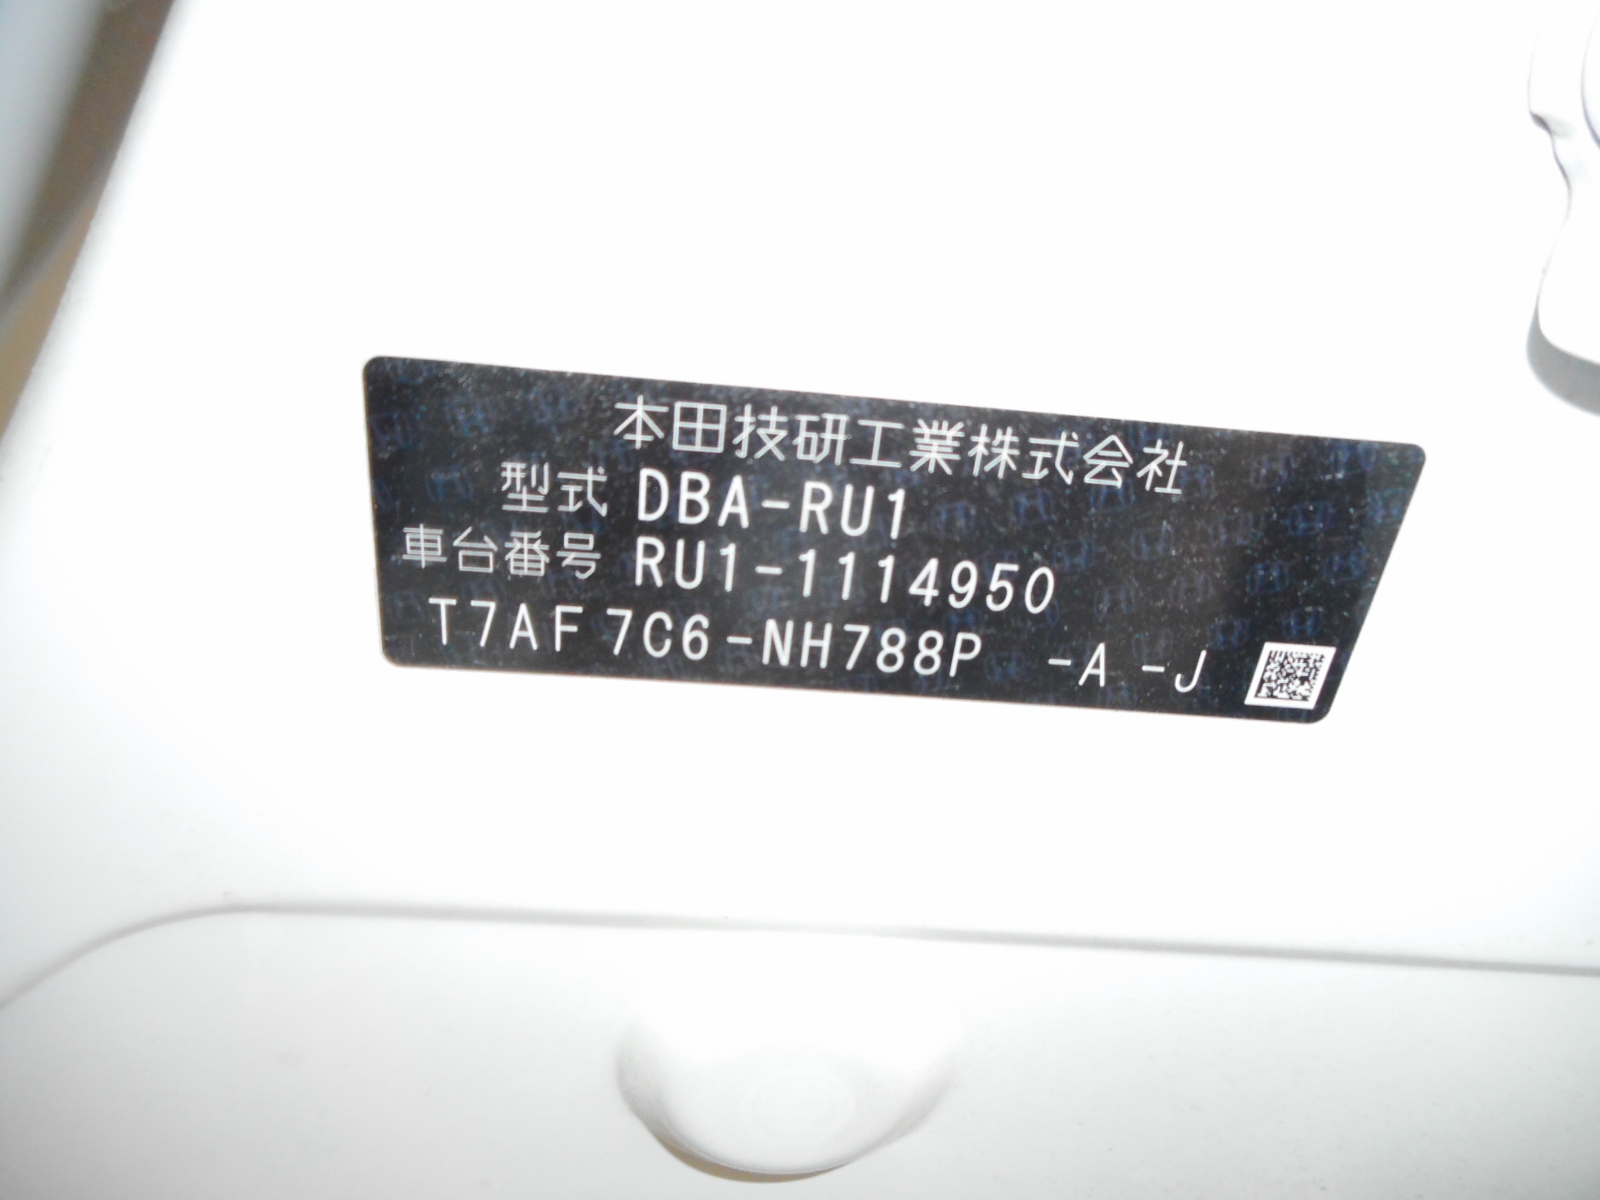 本田技研工業株式会社
型式 DBA-RU1
車台番号 RU1-1114950
T7AF7C6-NH788P -A -J